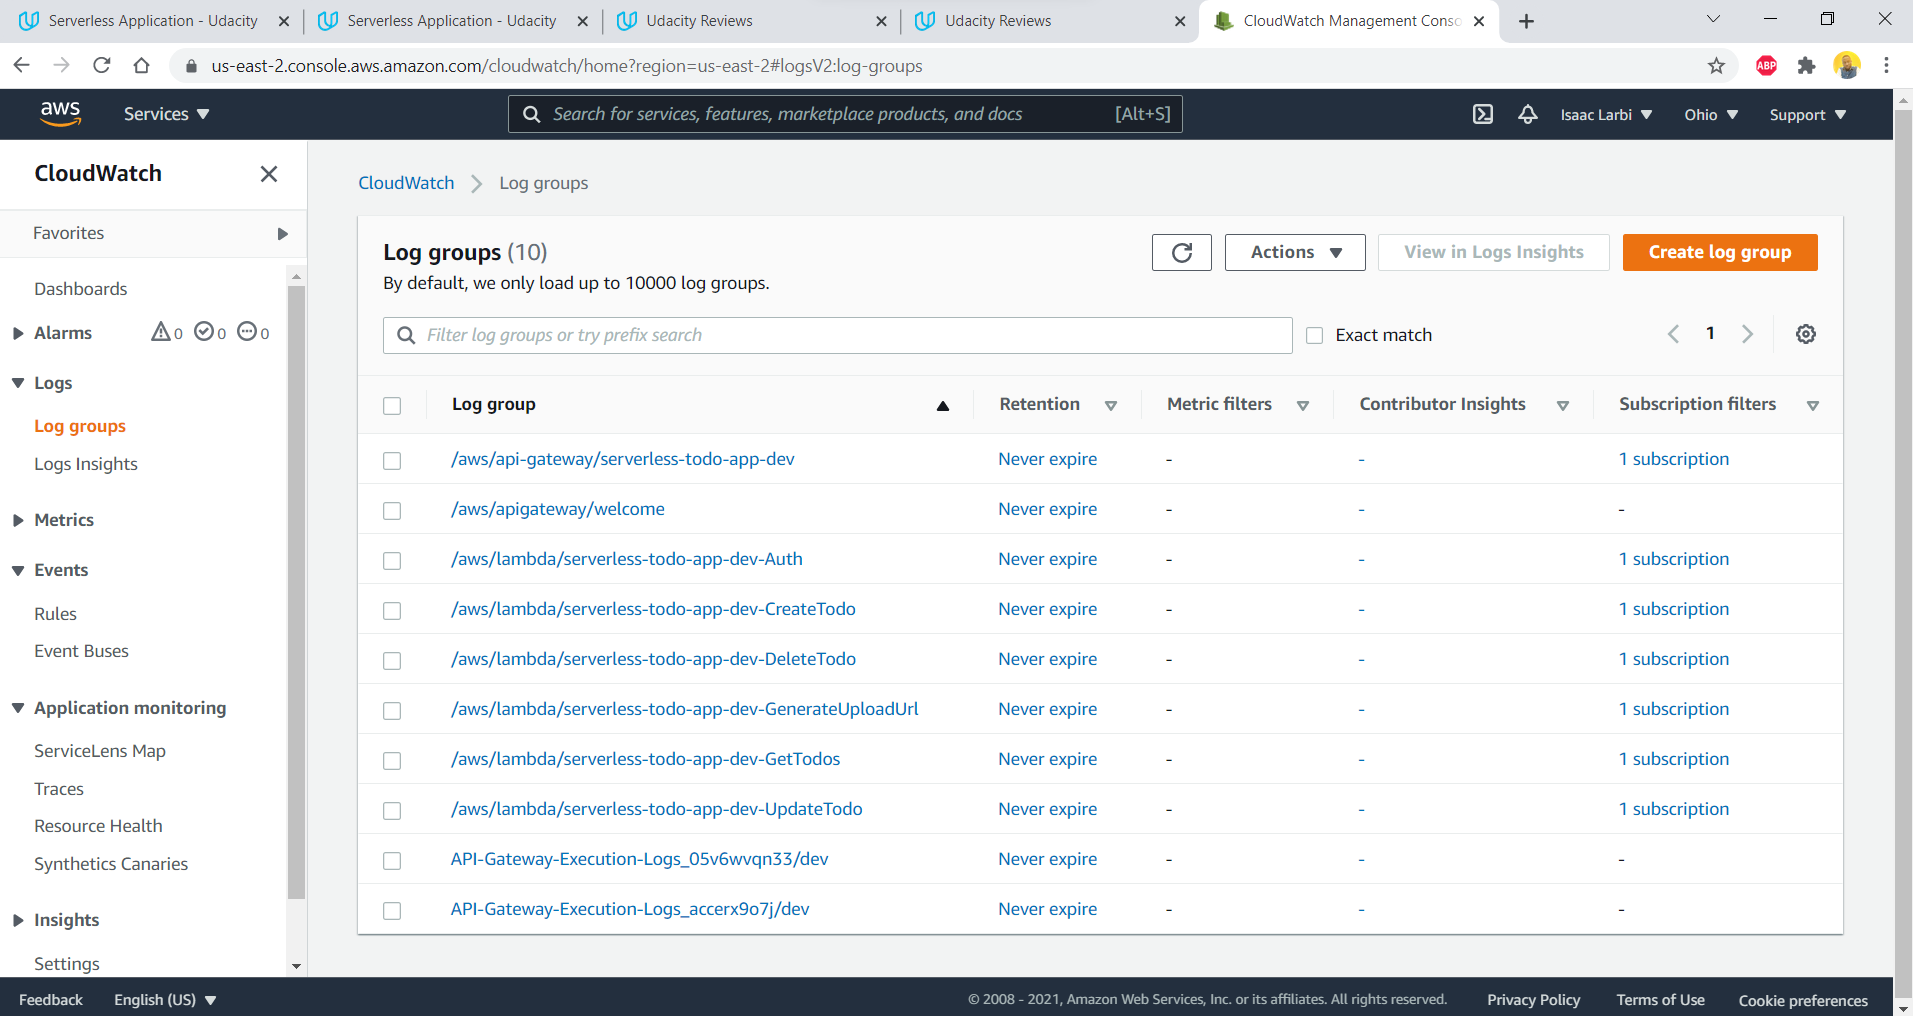 Serverless Application - Udacity
Serverless Application - Udacity
Udacity Reviews
Udacity Reviews
CloudWatch Management Conso
us-east-2.console.aws.amazon.com/cloudwatch/home?region=us-east-2#logsV2:log-groups
ABP
aws
Services
Search for services, features, marketplace products, and docs
[Alt+S]
Isaac Larbi
Ohio
Support
CloudWatch
Favorites
Dashboards
Alarms
0
0
0
Logs
Log groups
Logs Insights
Metrics
Events
Rules
Event Buses
Application monitoring
ServiceLens Map
Traces
Resource Health
Synthetics Canaries
Insights
Settings
CloudWatch
Log groups
Log groups (10)
By default, we only load up to 10000 log groups.
Actions
View in Logs Insights
Create log group
Filter log groups or try prefix search
Exact match
1
Log group Retention Metric filters Contributor Insights Subscription filters
/aws/api-gateway/serverless-todo-app-dev Never expire - - 1 subscription
/aws/apigateway/welcome Never expire - - -
/aws/lambda/serverless-todo-app-dev-Auth Never expire - - 1 subscription
/aws/lambda/serverless-todo-app-dev-CreateTodo Never expire - - 1 subscription
/aws/lambda/serverless-todo-app-dev-DeleteTodo Never expire - - 1 subscription
/aws/lambda/serverless-todo-app-dev-GenerateUploadUrl Never expire - - 1 subscription
/aws/lambda/serverless-todo-app-dev-GetTodos Never expire - - 1 subscription
/aws/lambda/serverless-todo-app-dev-UpdateTodo Never expire - - 1 subscription
API-Gateway-Execution-Logs_05v6wvqn33/dev Never expire - - -
API-Gateway-Execution-Logs_accerx9o7j/dev Never expire - - -
Feedback
English (US)
© 2008 - 2021, Amazon Web Services, Inc. or its affiliates. All rights reserved.
Privacy Policy
Terms of Use
Cookie preferences